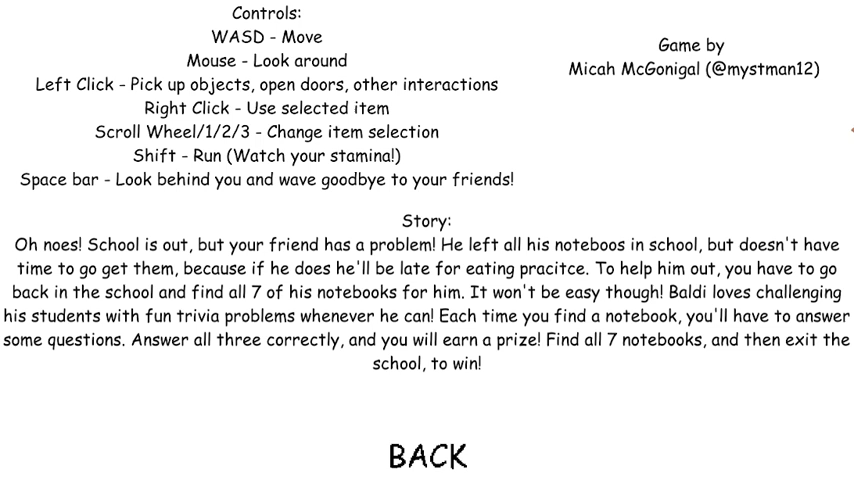 Controls:
WASD - Move
Mouse - Look around
Left Click - Pick up objects, open doors, other interactions
Right Click - Use selected item
Scroll Wheel/1/2/3 - Change item selection
Shift - Run (Watch your stamina!)
Space bar - Look behind you and wave goodbye to your friends!
Game by
Micah McGonigal (@mystman12)
Story:
Oh noes! School is out, but your friend has a problem! He left all his noteboos in school, but doesn't have
time to go get them, because if he does he'll be late for eating pracitce. To help him out, you have to go
back in the school and find all 7 of his notebooks for him. It won't be easy though! Baldi loves challenging
his students with fun trivia problems whenever he can! Each time you find a notebook, you'll have to answer
some questions. Answer all three correctly, and you will earn a prize! Find all 7 notebooks, and then exit the
school, to win!
BACK